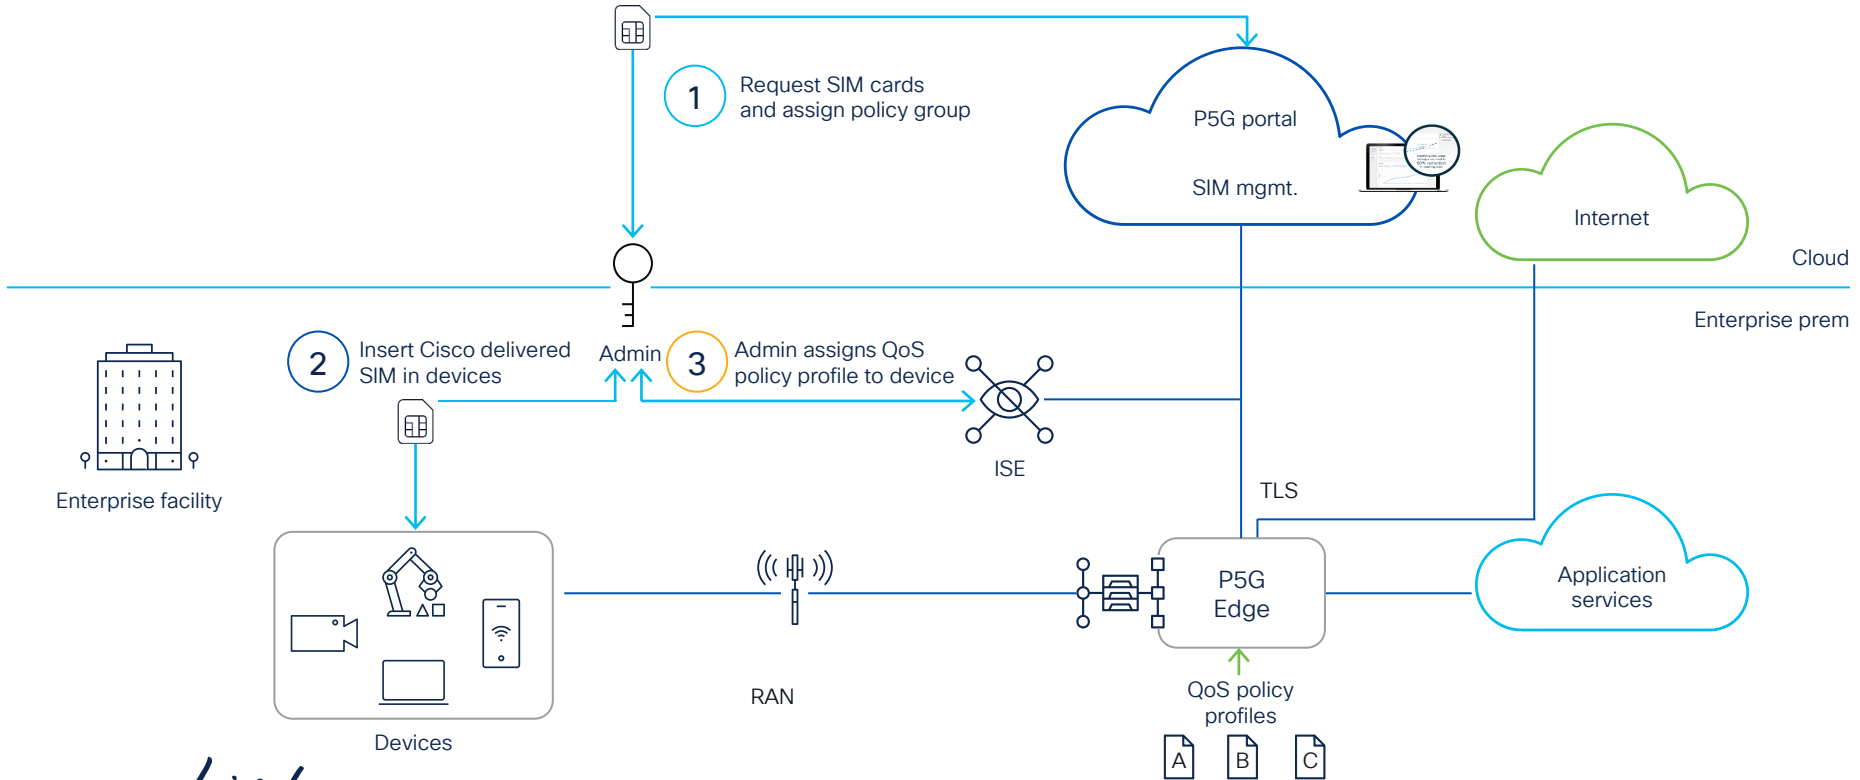 1
Request SIM cards
and assign policy group
P5G portal
SIM mgmt.
Internet
Cloud
Enterprise prem
2
Insert Cisco delivered
SIM in devices
Admin
3
Admin assigns QoS
policy profile to device
ISE
Enterprise facility
TLS
P5G
Edge
Application
services
RAN
QoS policy
profiles
Devices
A
B
C